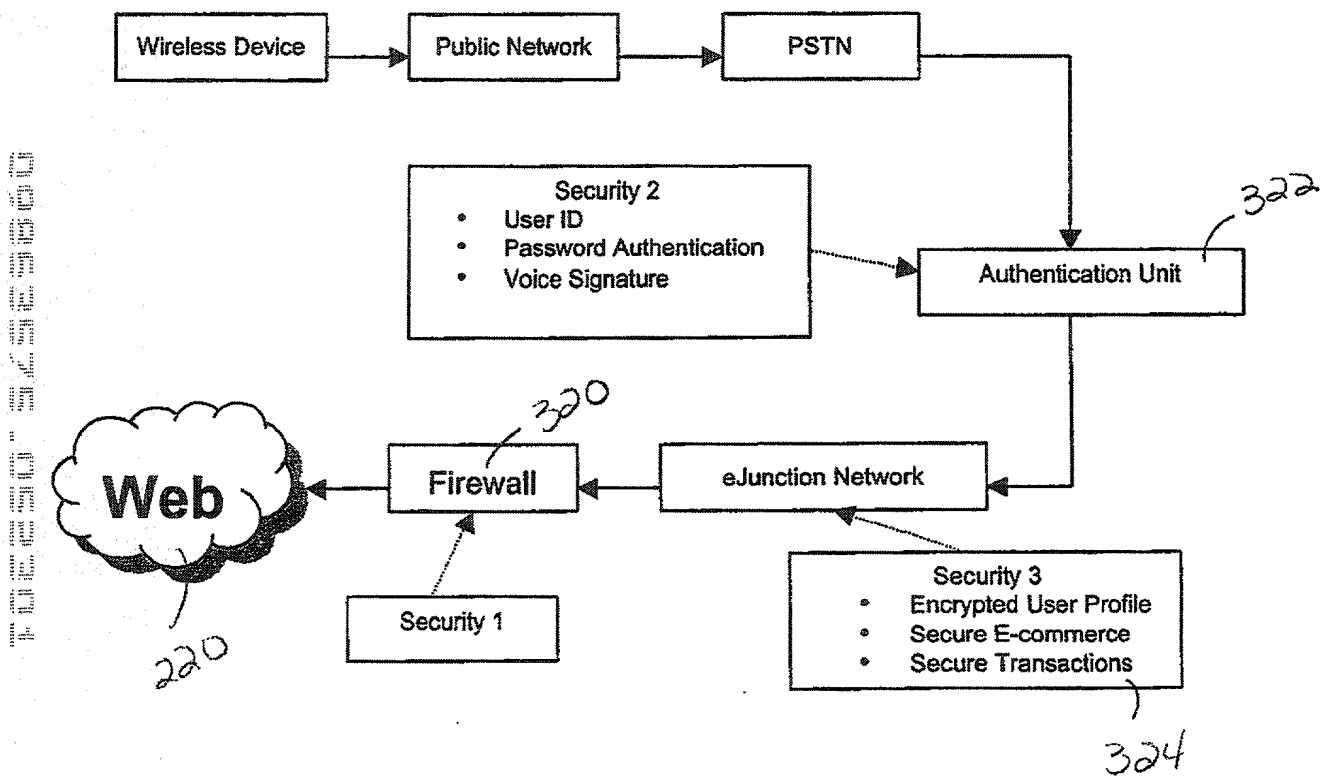 Wireless Device
Public Network
PSTN
Security 2
• User ID
• Password Authentication
• Voice Signature
322
Authentication Unit
320
Web
Firewall
eJunction Network
Security 1
Security 3
• Encrypted User Profile
• Secure E-commerce
• Secure Transactions
220
324